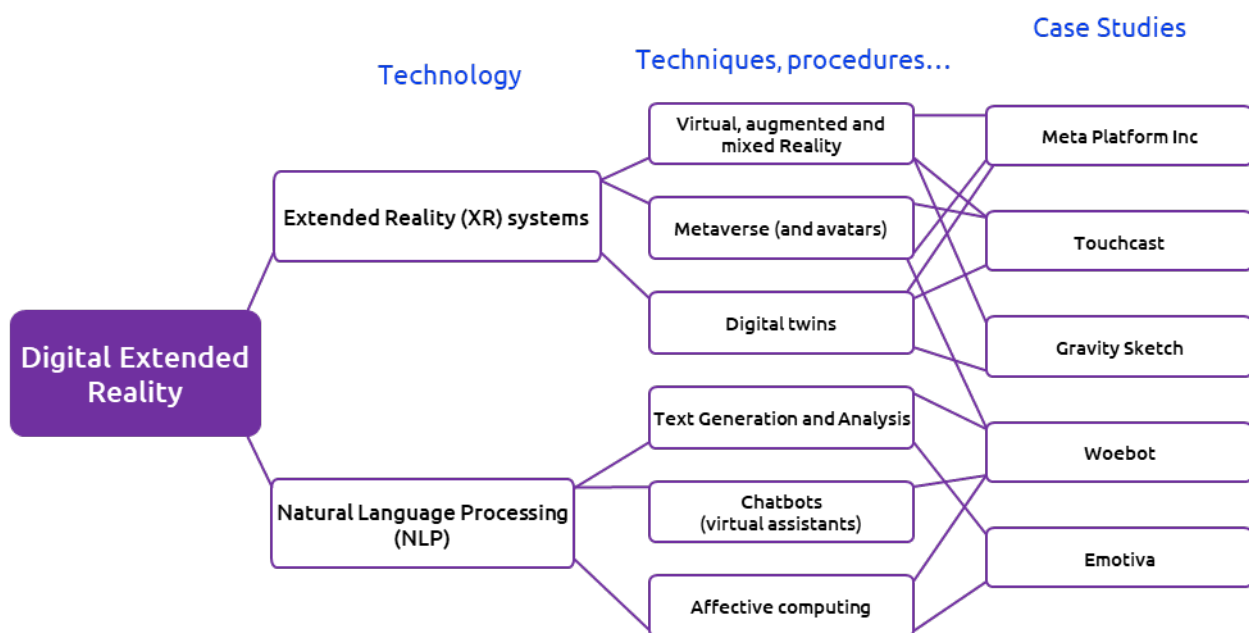 Case Studies
Technology
Techniques, procedures...
Virtual, augmented and
mixed Reality
Meta Platform Inc
Extended Reality (XR) systems
Metaverse (and avatars)
Touchcast
Digital twins
Gravity Sketch
Digital Extended
Reality
Text Generation and Analysis
Woebot
Natural Language Processing
(NLP)
Chatbots
(virtual assistants)
Emotiva
Affective computing